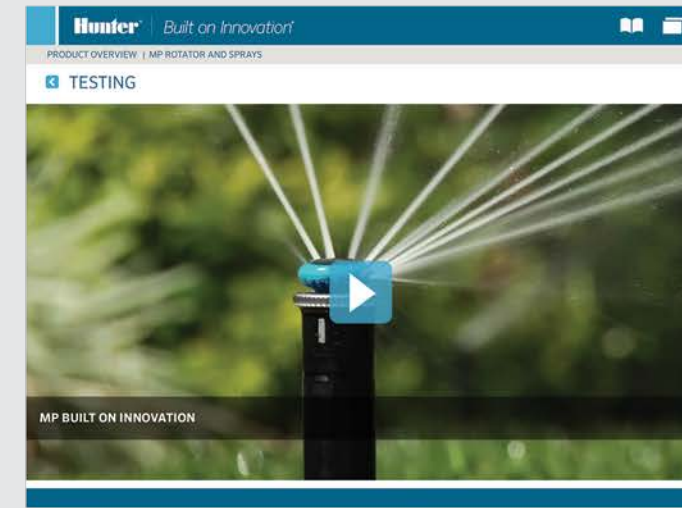 Hunter® | Built on Innovation®
PRODUCT OVERVIEW | MP ROTATOR AND SPRAYS
TESTING
MP BUILT ON INNOVATION